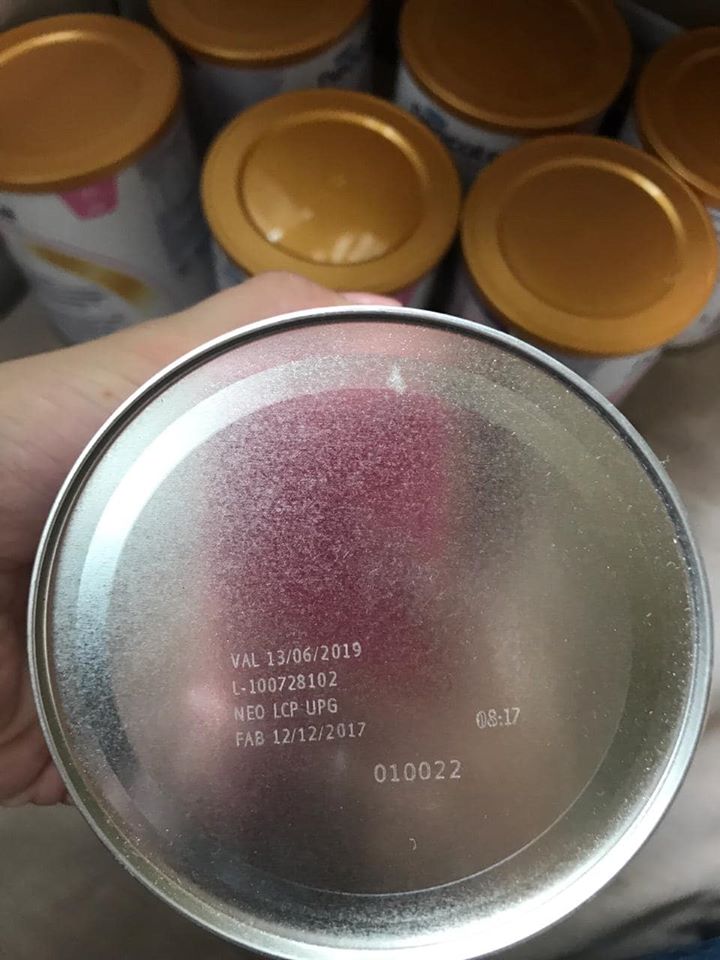 VAL 13/06/2019
L-100728102
NEO LCP UPG
FAB 12/12/2017
08:17
010022